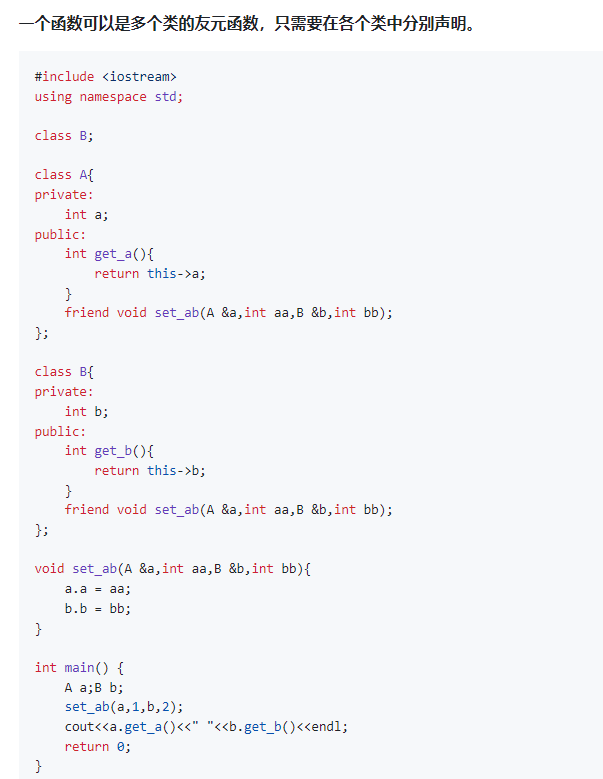 一个函数可以是多个类的友元函数，只需要在各个类中分别声明。
#include <iostream>
using namespace std;
class B;
class A{
private:
    int a;
public:
    int get_a(){
        return this->a;
    }
    friend void set_ab(A &a,int aa,B &b,int bb);
};
class B{
private:
    int b;
public:
    int get_b(){
        return this->b;
    }
    friend void set_ab(A &a,int aa,B &b,int bb);
};
void set_ab(A &a,int aa,B &b,int bb){
    a.a = aa;
    b.b = bb;
}
int main() {
    A a;B b;
    set_ab(a,1,b,2);
    cout<<a.get_a()<<" "<<b.get_b()<<endl;
    return 0;
}